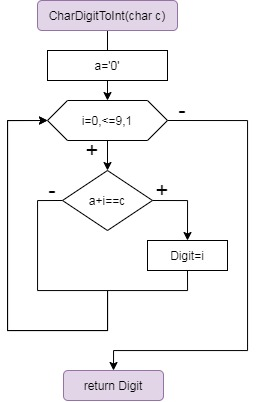 CharDigitToInt(char c)
a='0'
i=0,<=9,1
-
+
a+i==c
-
+
Digit=i
return Digit